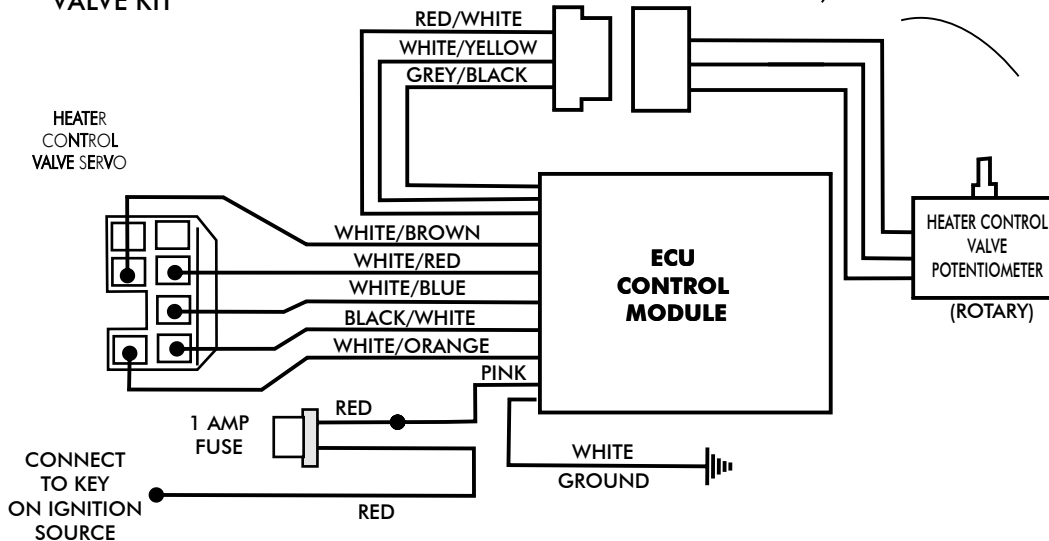 VALVE KIT
RED/WHITE
WHITE/YELLOW
GREY/BLACK
HEATER
CONTROL
VALVE SERVO
WHITE/BROWN
WHITE/RED
WHITE/BLUE
BLACK/WHITE
WHITE/ORANGE
PINK
ECU
CONTROL
MODULE
HEATER CONTROL
VALVE
POTENTIOMETER
(ROTARY)
1 AMP
FUSE
RED
CONNECT
TO KEY
ON IGNITION
SOURCE
RED
WHITE
GROUND